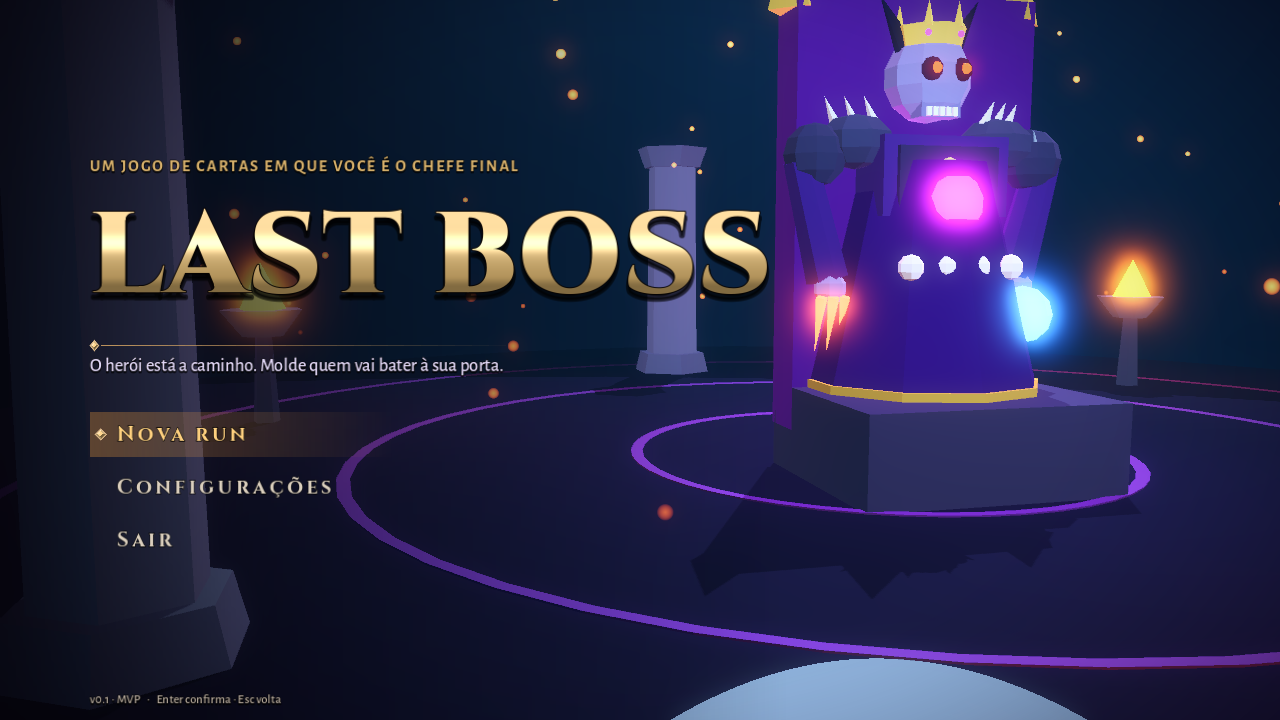 UM JOGO DE CARTAS EM QUE VOCÊ É O CHEFE FINAL
LAST BOSS
O herói está a caminho. Molde quem vai bater à sua porta.
NOVA RUN
CONFIGURAÇÕES
SAIR
v0.1 · MVP · Enter confirma · Esc volta